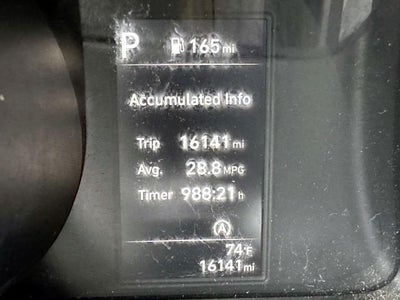 P 165 mi
Accumulated Info
Trip 16141 mi
Avg. 28.8 MPG
Timer 988:21 h
A
74°F
16141 mi